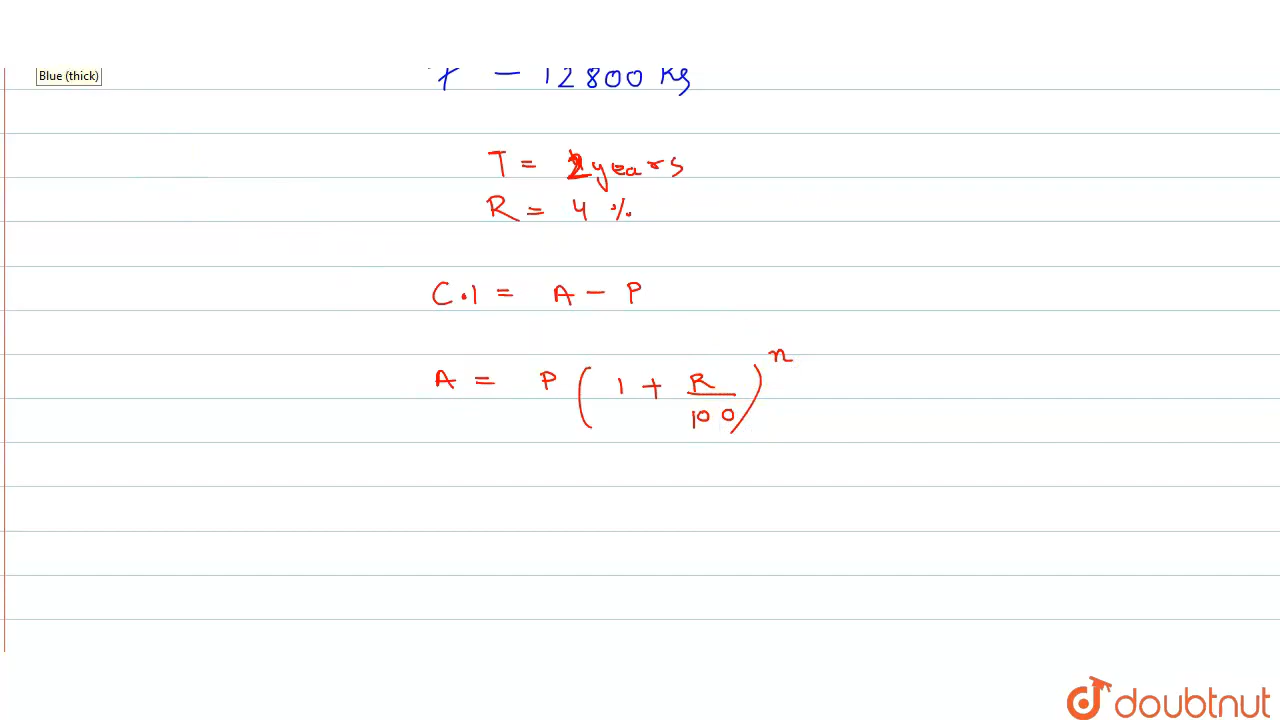 Blue (thick)
P = 12800 Rs
T = 2 years
R = 4 %
C.I = A - P
A = P ( 1 + R/100 )^n
doubtnut